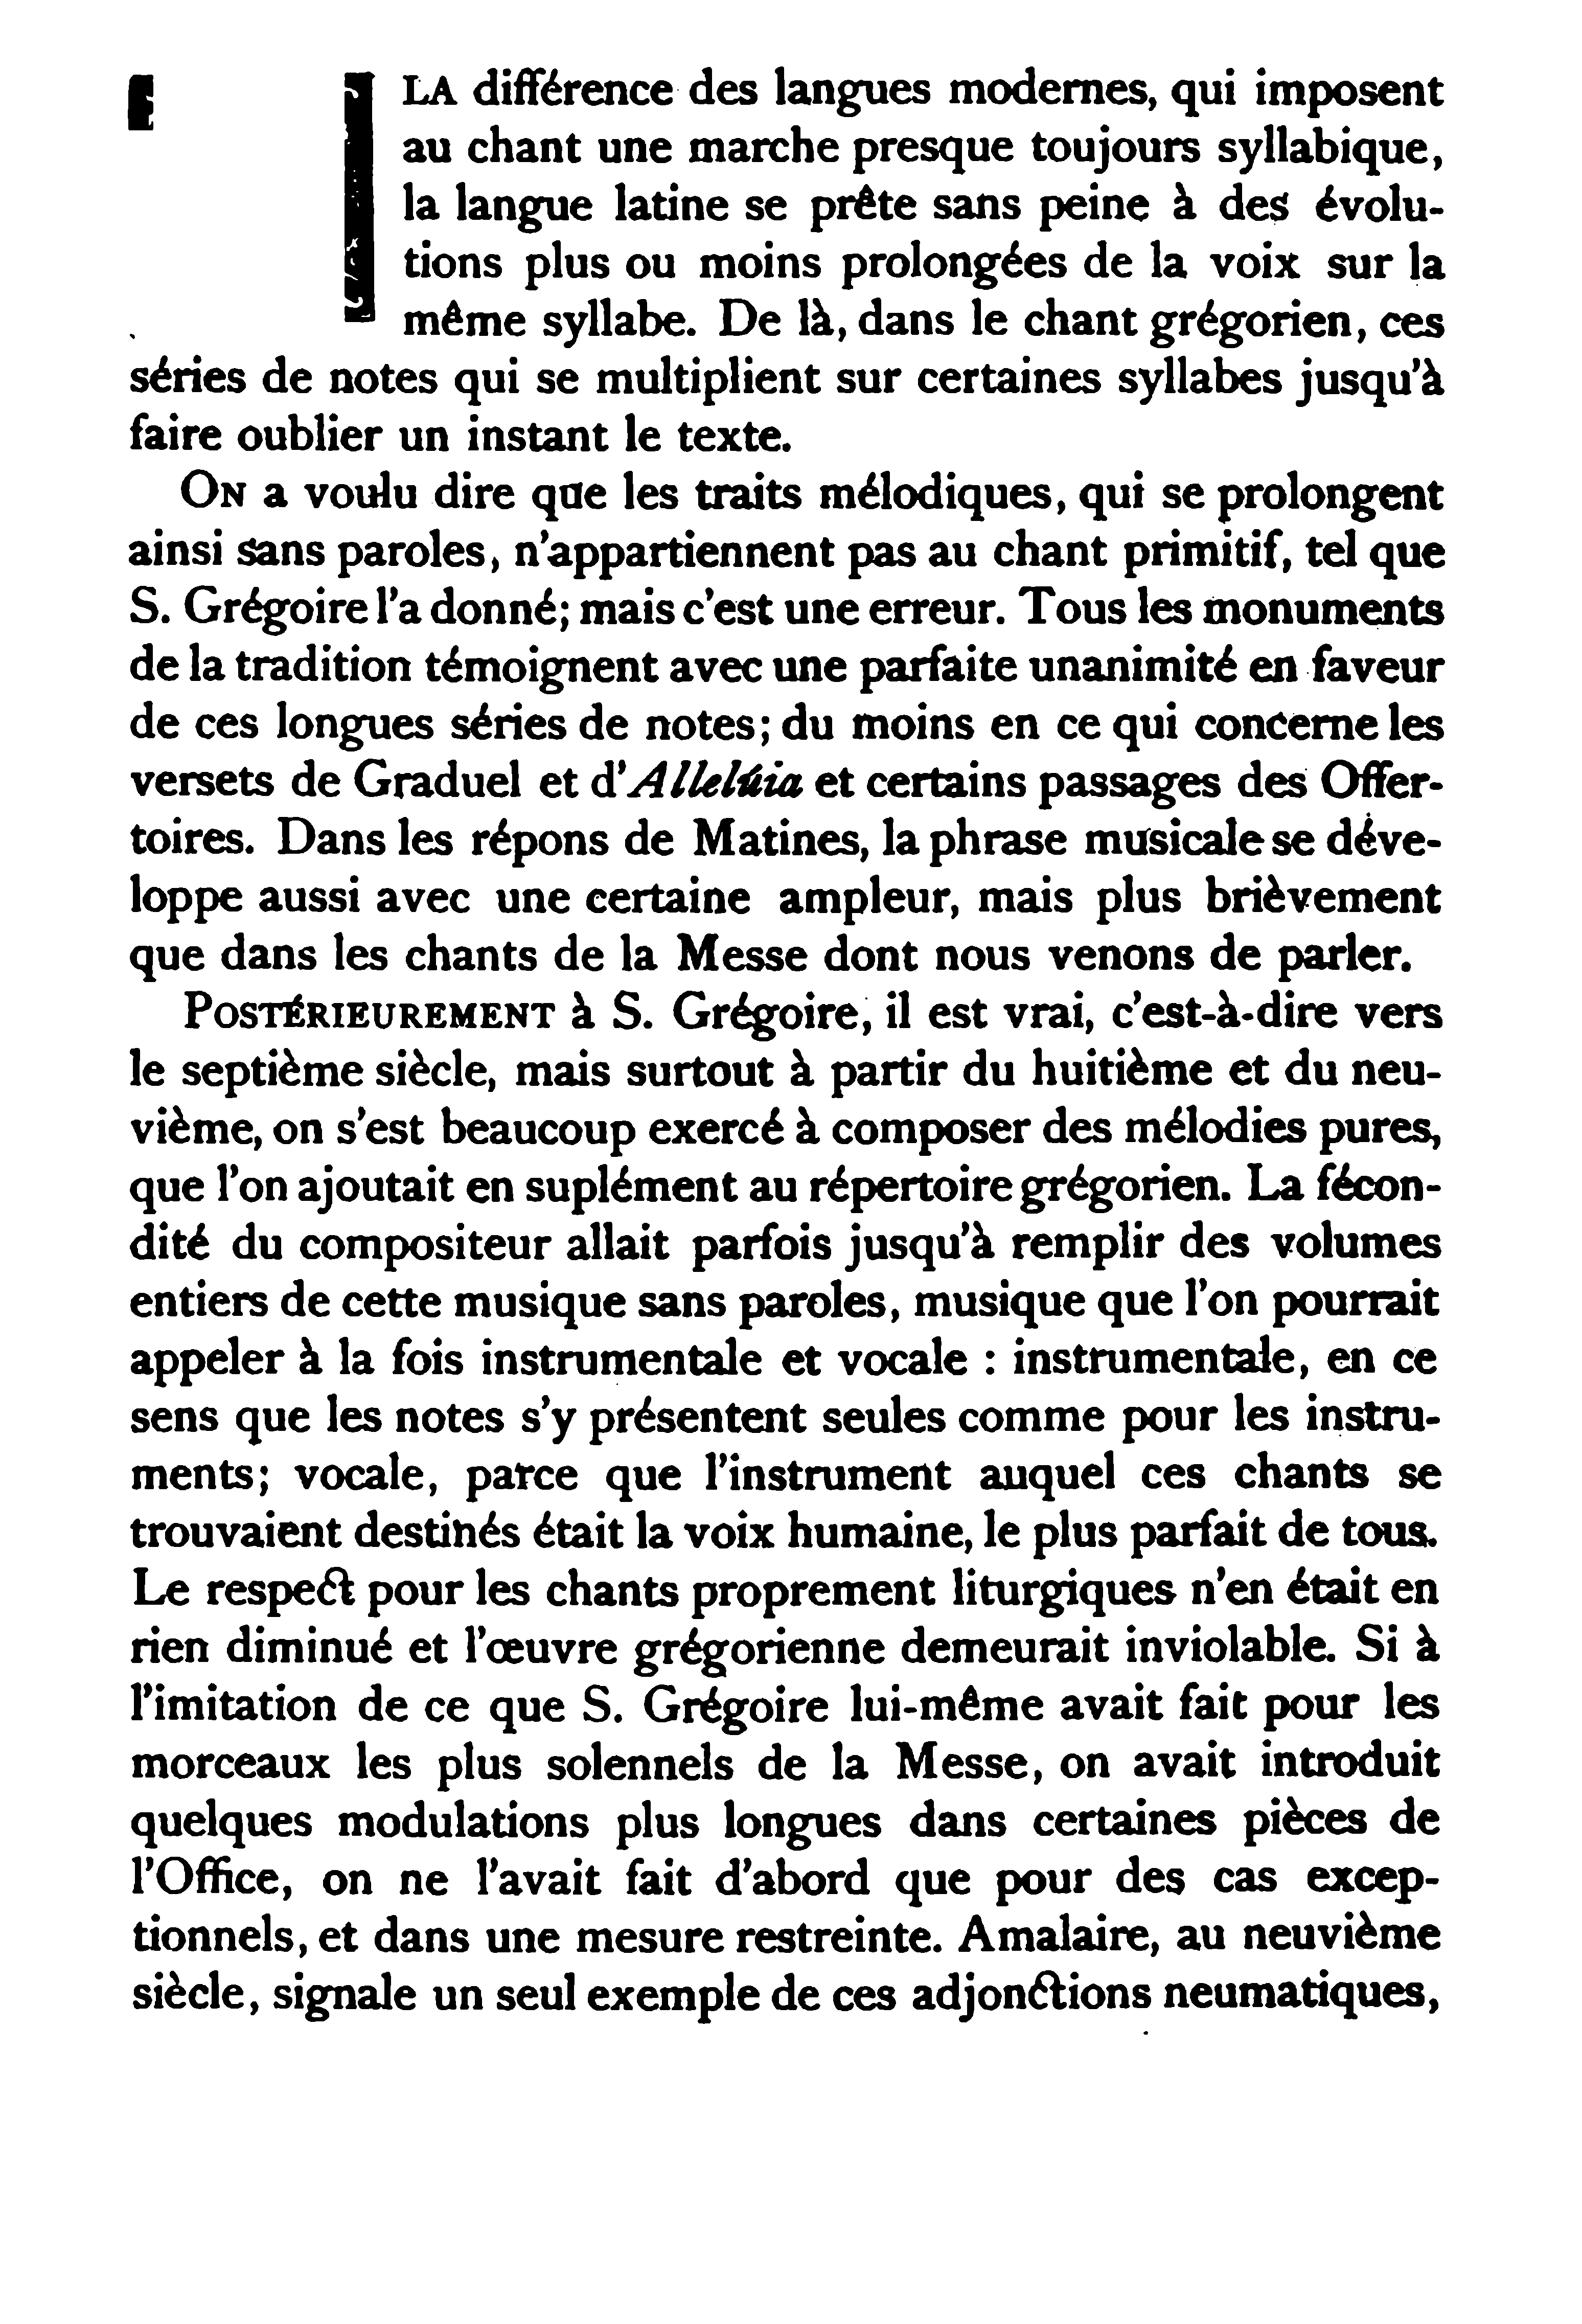 LA différence des langues modernes, qui imposent
au chant une marche presque toujours syllabique,
la langue latine se prête sans peine à des évolu-
tions plus ou moins prolongées de la voix sur la
même syllabe. De là, dans le chant grégorien, ces
séries de notes qui se multiplient sur certaines syllabes jusqu'à
faire oublier un instant le texte.
ON a voulu dire que les traits mélodiques, qui se prolongent
ainsi sans paroles, n'appartiennent pas au chant primitif, tel que
S. Grégoire l'a donné; mais c'est une erreur. Tous les monuments
de la tradition témoignent avec une parfaite unanimité en faveur
de ces longues séries de notes; du moins en ce qui concerne les
versets de Graduel et d'Allelúia et certains passages des Offer-
toires. Dans les répons de Matines, la phrase musicale se déve-
loppe aussi avec une certaine ampleur, mais plus brièvement
que dans les chants de la Messe dont nous venons de parler.
POSTÉRIEUREMENT à S. Grégoire, il est vrai, c'est-à-dire vers
le septième siècle, mais surtout à partir du huitième et du neu-
vième, on s'est beaucoup exercé à composer des mélodies pures,
que l'on ajoutait en suplément au répertoire grégorien. La fécon-
dité du compositeur allait parfois jusqu'à remplir des volumes
entiers de cette musique sans paroles, musique que l'on pourrait
appeler à la fois instrumentale et vocale : instrumentale, en ce
sens que les notes s'y présentent seules comme pour les instru-
ments; vocale, parce que l'instrument auquel ces chants se
trouvaient destinés était la voix humaine, le plus parfait de tous.
Le respect pour les chants proprement liturgiques n'en était en
rien diminué et l'œuvre grégorienne demeurait inviolable. Si à
l'imitation de ce que S. Grégoire lui-même avait fait pour les
morceaux les plus solennels de la Messe, on avait introduit
quelques modulations plus longues dans certaines pièces de
l'Office, on ne l'avait fait d'abord que pour des cas excep-
tionnels, et dans une mesure restreinte. Amalaire, au neuvième
siècle, signale un seul exemple de ces adjonctions neumatiques,